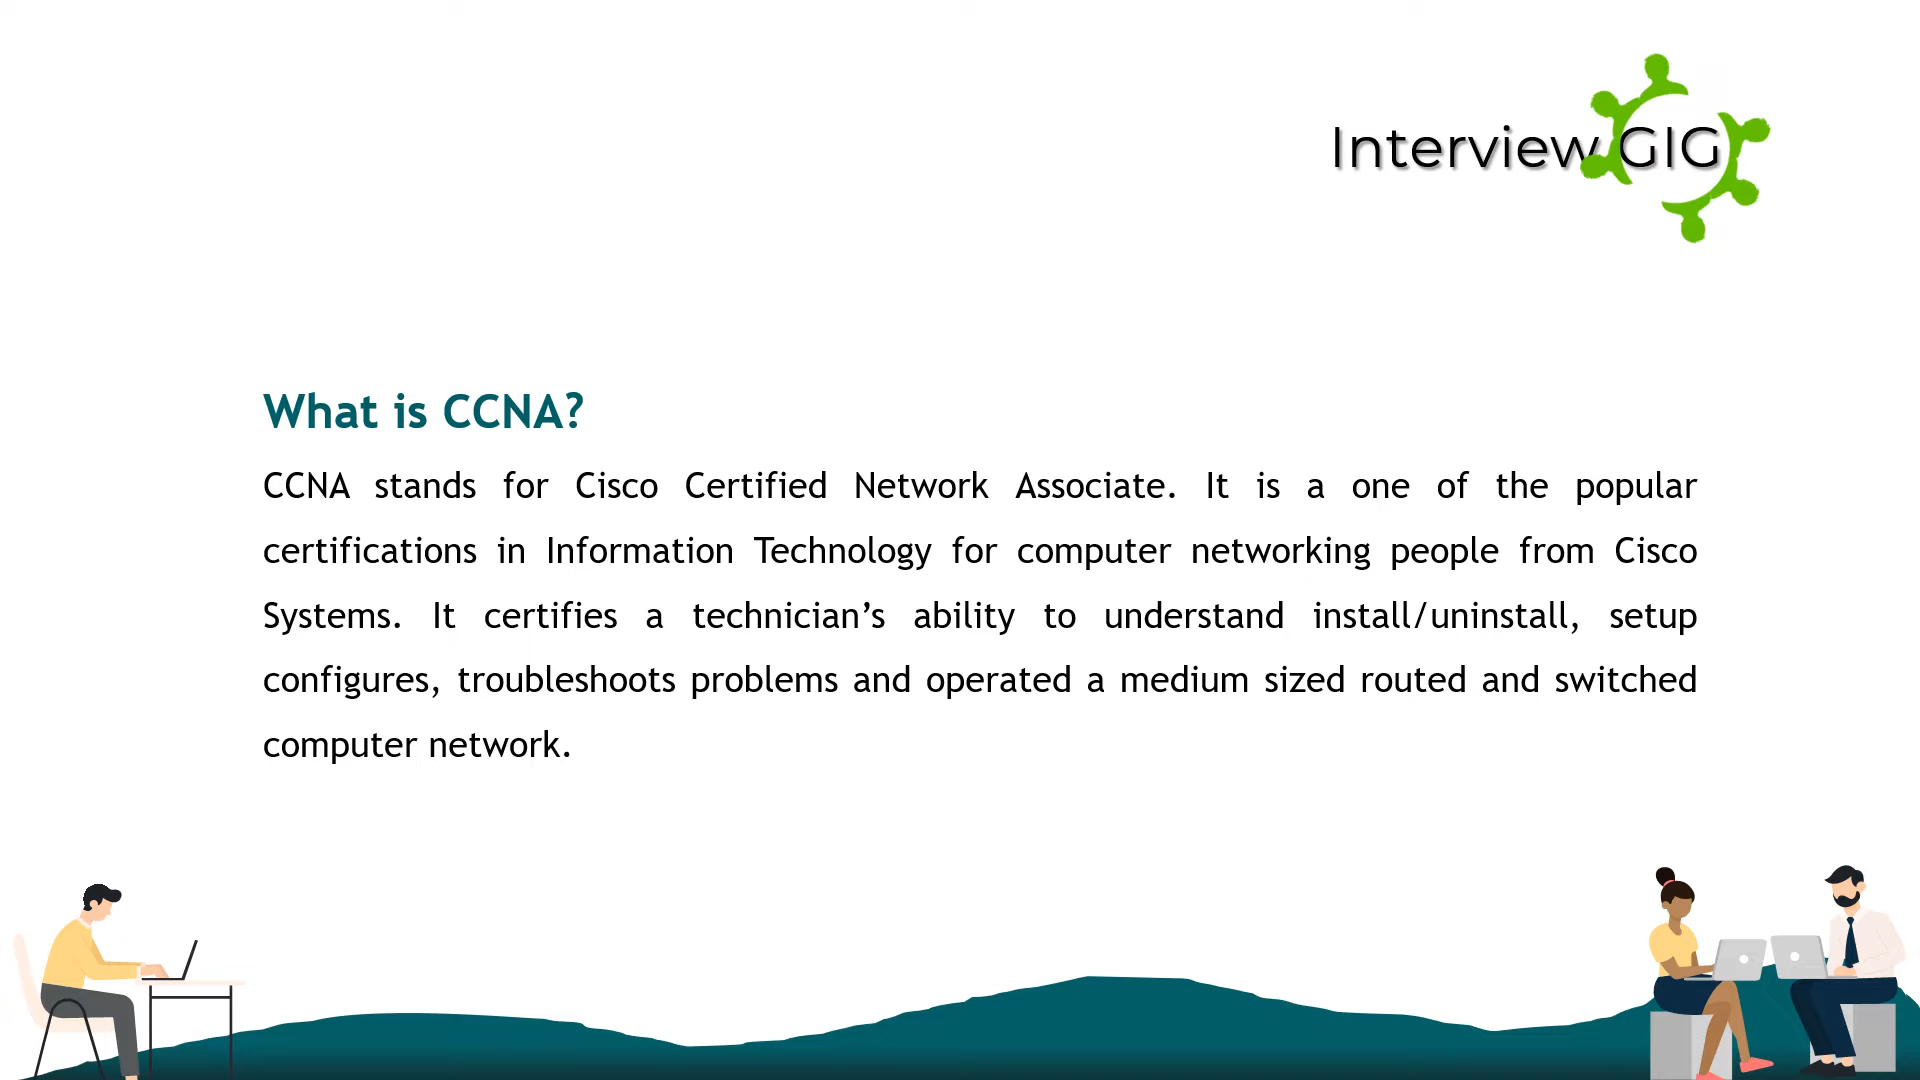 Interview GIG
What is CCNA?
CCNA stands for Cisco Certified Network Associate. It is a one of the popular
certifications in Information Technology for computer networking people from Cisco
Systems. It certifies a technician’s ability to understand install/uninstall, setup
configures, troubleshoots problems and operated a medium sized routed and switched
computer network.